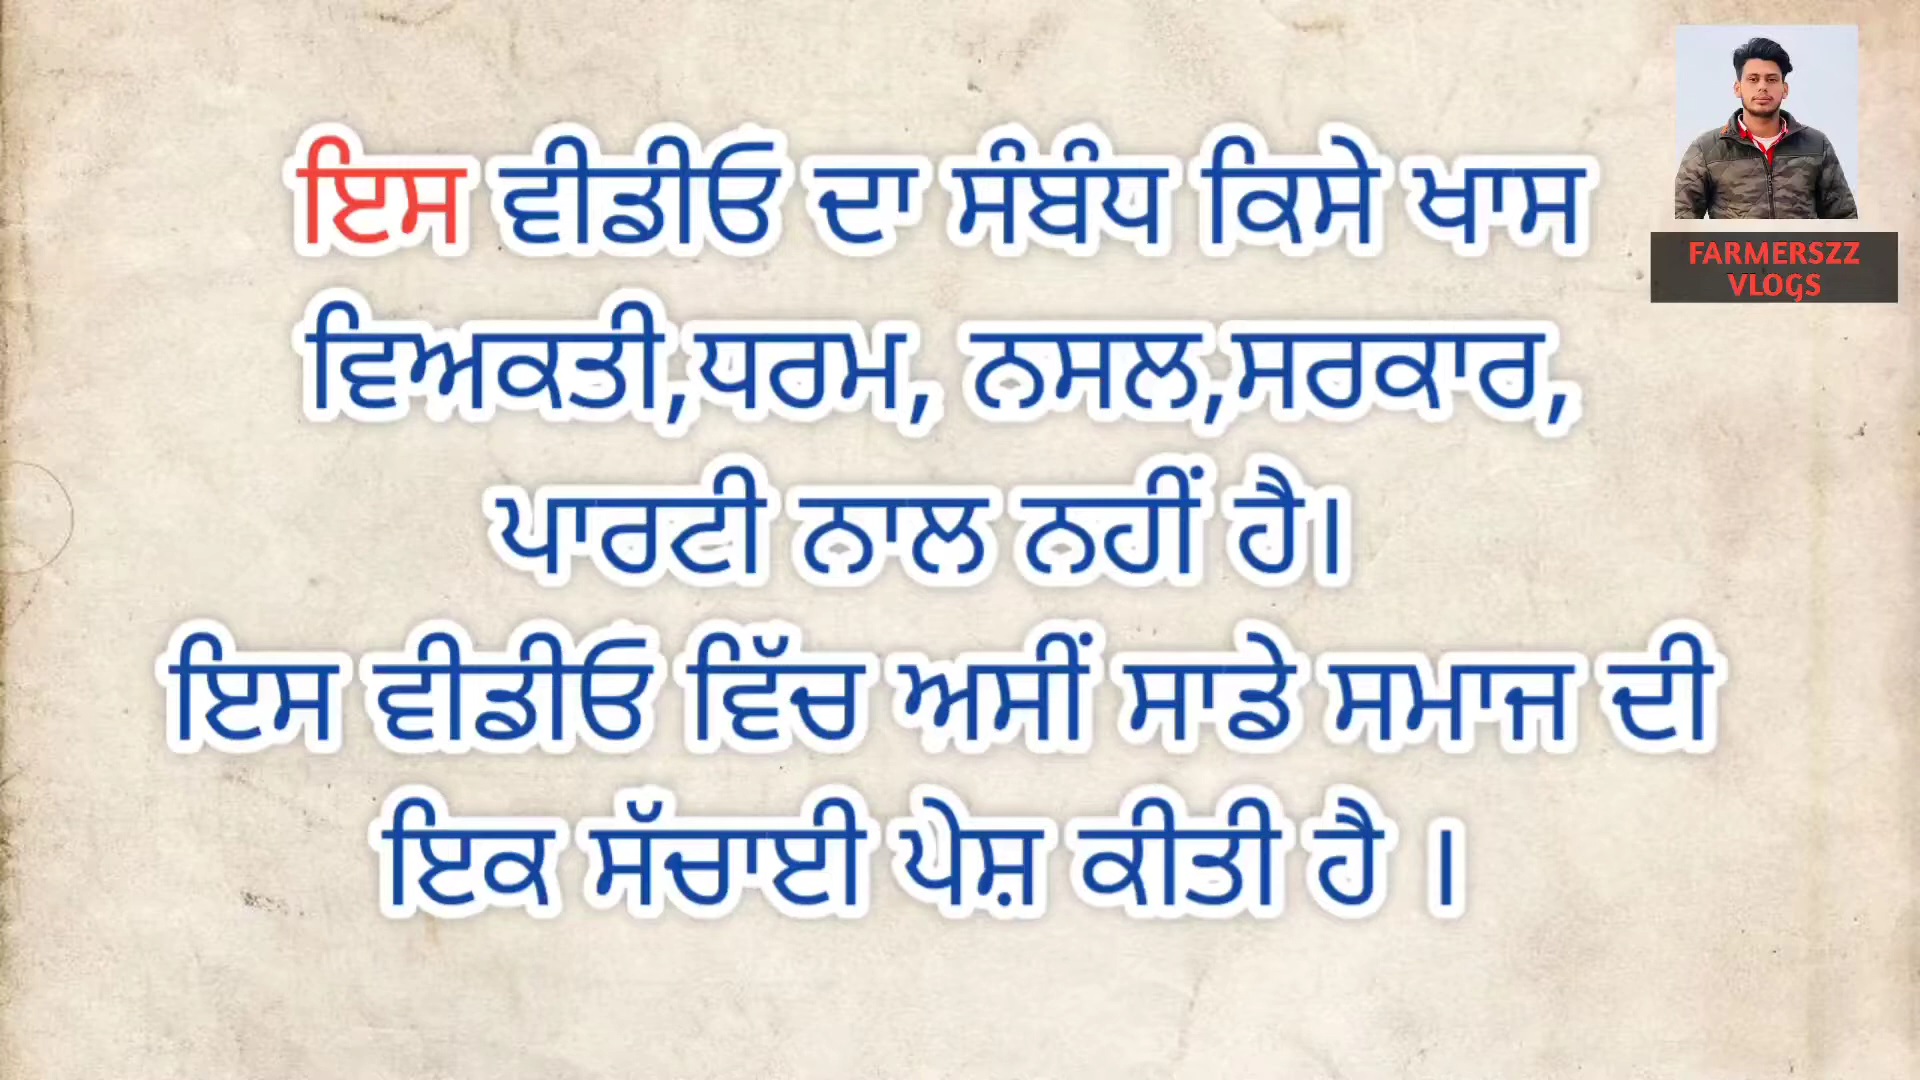 ਇਸ ਵੀਡੀਓ ਦਾ ਸੰਬੰਧ ਕਿਸੇ ਖਾਸ
ਵਿਅਕਤੀ,ਧਰਮ, ਨਸਲ,ਸਰਕਾਰ,
ਪਾਰਟੀ ਨਾਲ ਨਹੀਂ ਹੈ।
ਇਸ ਵੀਡੀਓ ਵਿੱਚ ਅਸੀਂ ਸਾਡੇ ਸਮਾਜ ਦੀ
ਇਕ ਸੱਚਾਈ ਪੇਸ਼ ਕੀਤੀ ਹੈ ।
FARMERSZZ
VLOGS